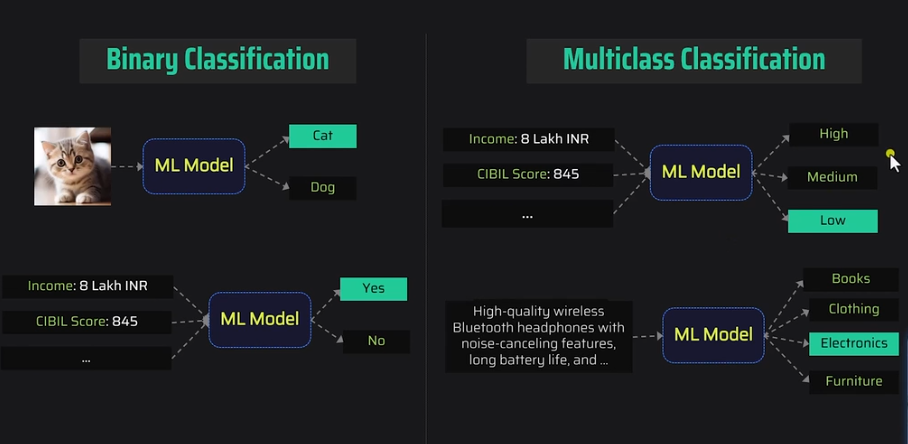 Binary Classification
ML Model
Cat
Dog
Income: 8 Lakh INR
CIBIL Score: 845
...
ML Model
Yes
No
Multiclass Classification
Income: 8 Lakh INR
CIBIL Score: 845
...
ML Model
High
Medium
Low
High-quality wireless
Bluetooth headphones with
noise-canceling features,
long battery life, and ...
ML Model
Books
Clothing
Electronics
Furniture